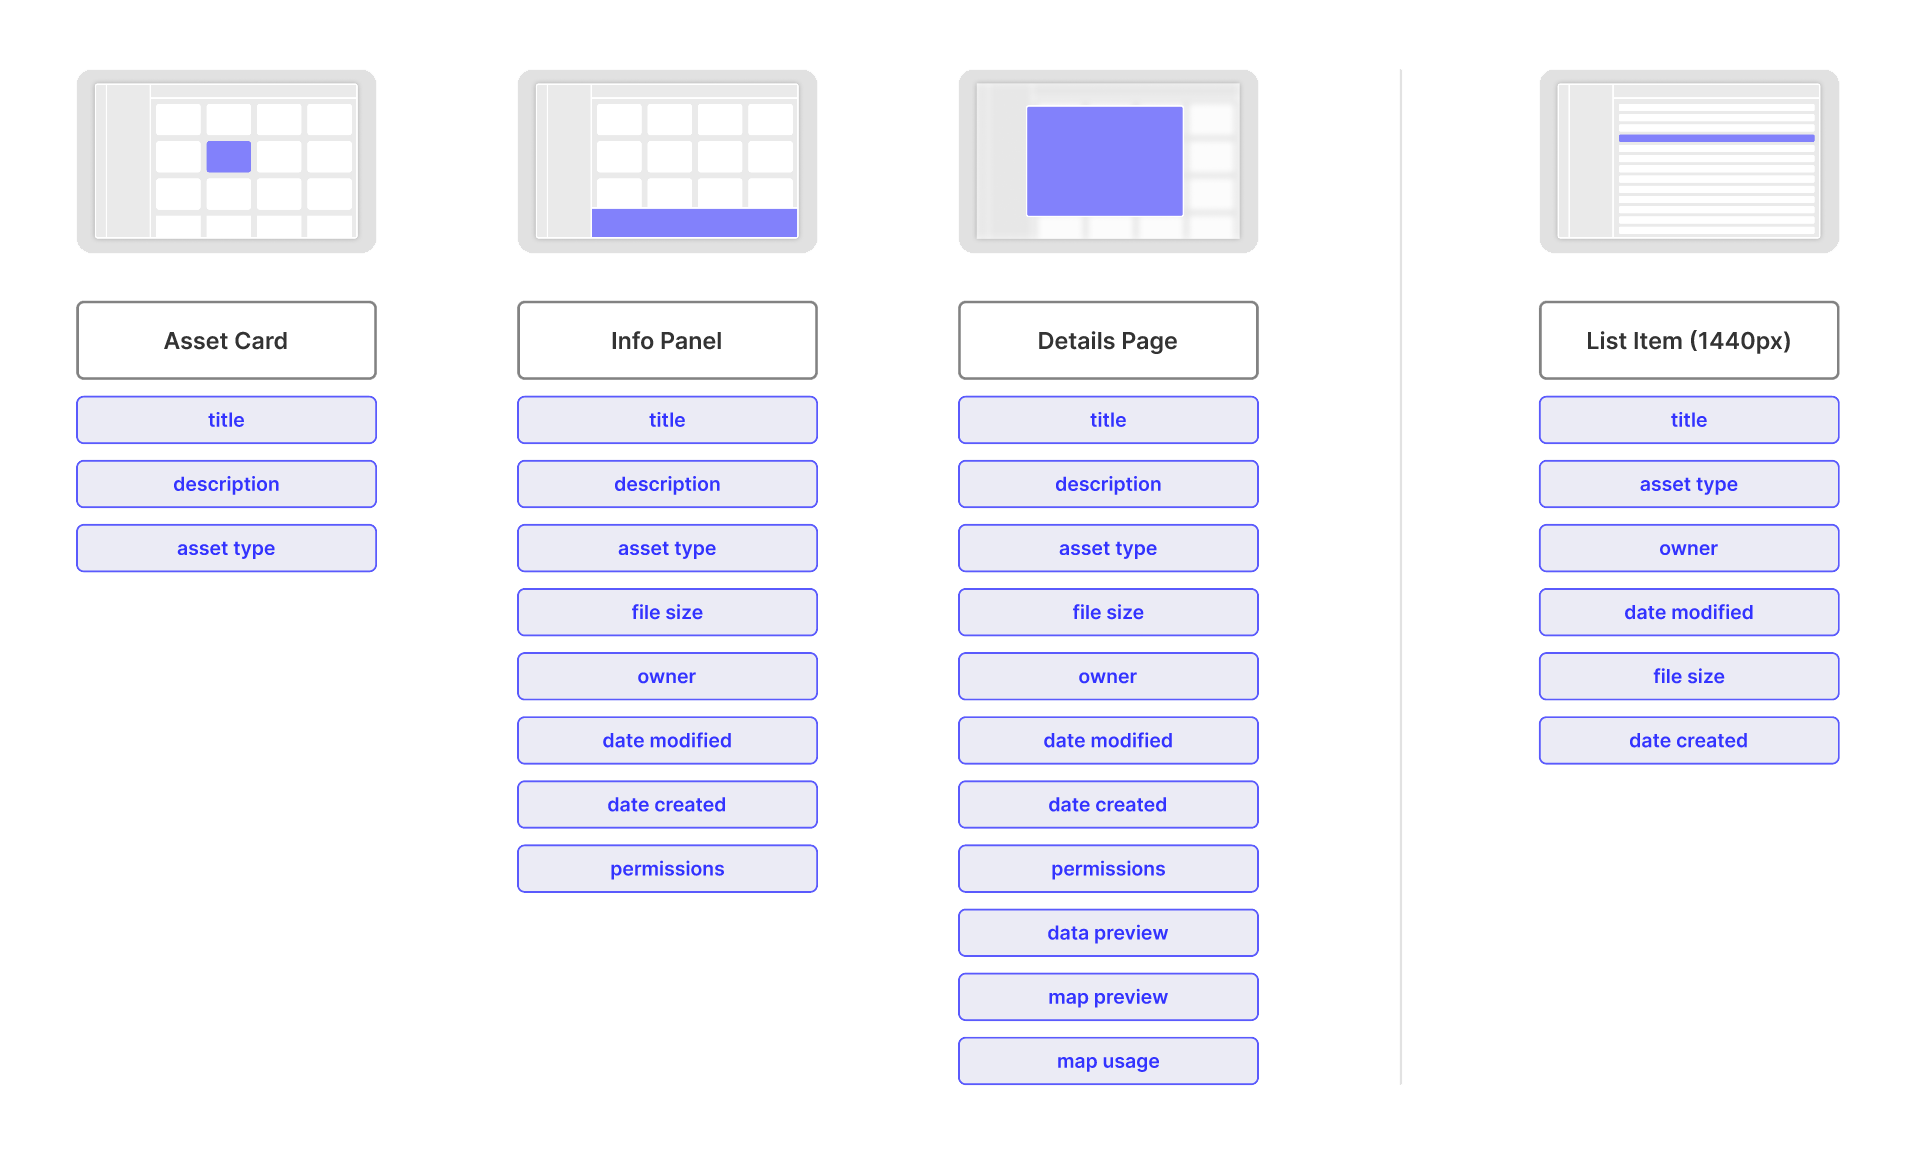 Asset Card
title
description
asset type
Info Panel
title
description
asset type
file size
owner
date modified
date created
permissions
Details Page
title
description
asset type
file size
owner
date modified
date created
permissions
data preview
map preview
map usage
List Item (1440px)
title
asset type
owner
date modified
file size
date created